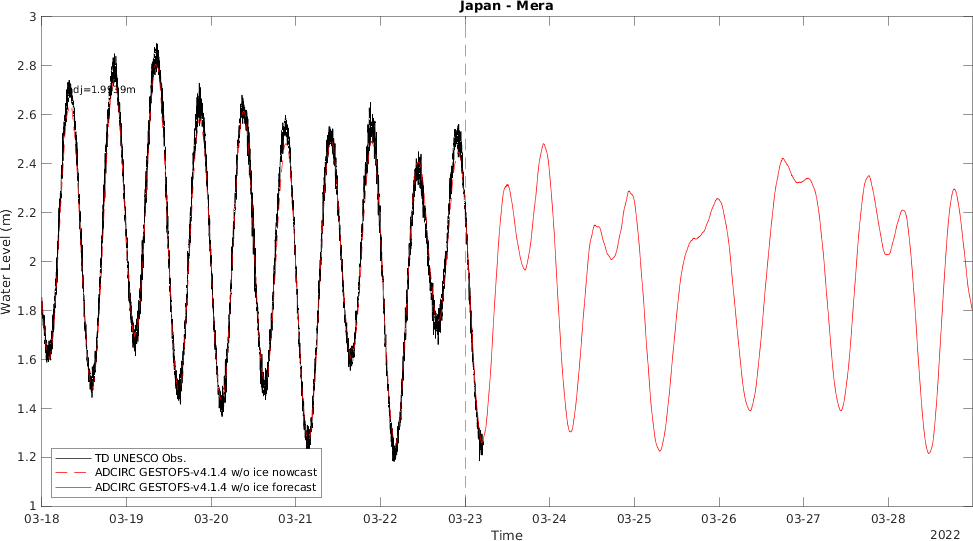 Japan - Mera
3
2.8
2.6
2.4
2.2
2
1.8
1.6
1.4
1.2
1
Water Level (m)
TD UNESCO Obs.
ADCIRC GESTOFS-v4.1.4 w/o ice nowcast
ADCIRC GESTOFS-v4.1.4 w/o ice forecast
03-18 03-19 03-20 03-21 03-22 03-23 03-24 03-25 03-26 03-27 03-28
Time
2022